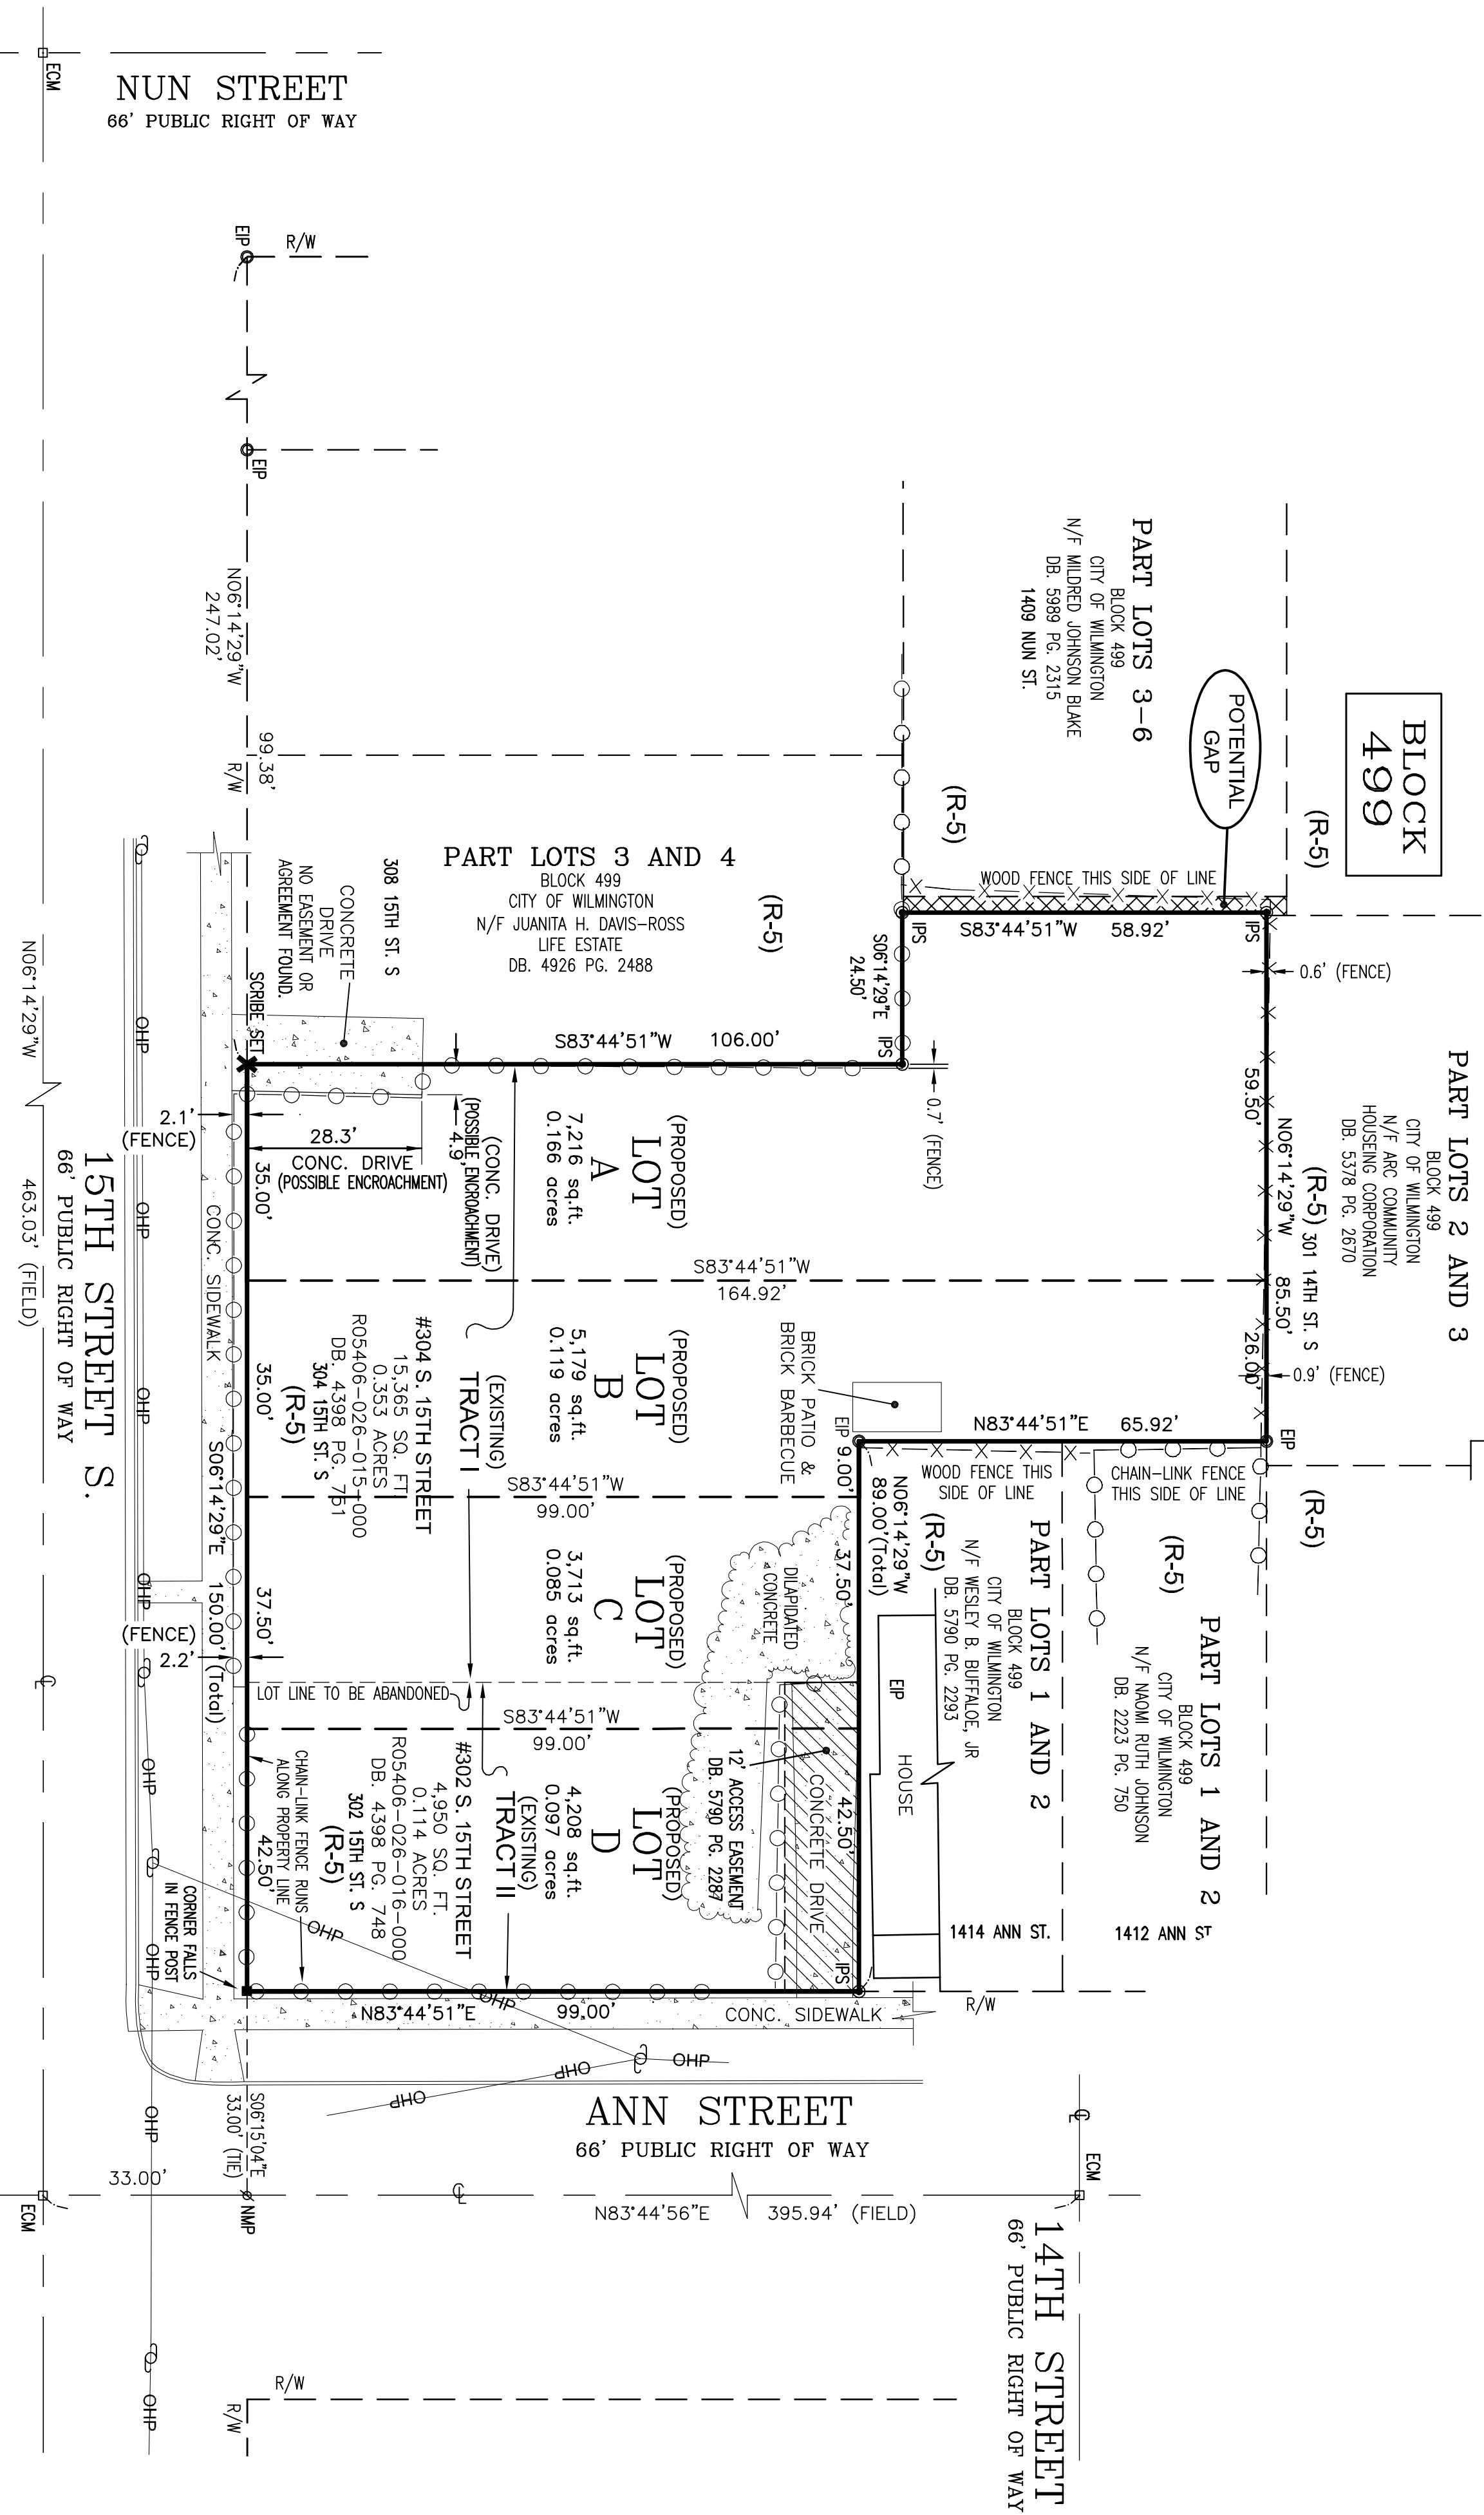 NUN STREET
66' PUBLIC RIGHT OF WAY
ECM
EIP
R/W
EIP
N06°14'29"W
247.02'
99.38'
R/W
BLOCK
499
PART LOTS 3-6
BLOCK 499
CITY OF WILMINGTON
N/F MILDRED JOHNSON BLAKE
DB. 5989 PG. 2315
1409 NUN ST.
POTENTIAL
GAP
(R-5)
(R-5)
WOOD FENCE THIS SIDE OF LINE
IPS
S83°44'51"W 58.92'
IPS
0.6' (FENCE)
PART LOTS 3 AND 4
BLOCK 499
CITY OF WILMINGTON
N/F JUANITA H. DAVIS-ROSS
LIFE ESTATE
DB. 4926 PG. 2488
(R-5)
308 15TH ST. S
CONCRETE
DRIVE
NO EASEMENT OR
AGREEMENT FOUND.
SCRIBE SET
S06°14'29"E
24.50'
IPS
S83°44'51"W 106.00'
0.7' (FENCE)
PART LOTS 2 AND 3
BLOCK 499
CITY OF WILMINGTON
N/F ARC COMMUNITY
HOUSEING CORPORATION
DB. 5378 PG. 2670
(R-5)
301 14TH ST. S
N06°14'29"W 85.50'
59.50'
26.00'
0.9' (FENCE)
EIP
(R-5)
2.1'
(FENCE)
28.3'
CONC. DRIVE
(POSSIBLE ENCROACHMENT)
4.9'
(CONC. DRIVE)
(POSSIBLE ENCROACHMENT)
35.00'
(PROPOSED)
LOT
A
7,216 sq.ft.
0.166 acres
S83°44'51"W
164.92'
(PROPOSED)
LOT
B
5,179 sq.ft.
0.119 acres
BRICK PATIO &
BRICK BARBECUE
(EXISTING)
TRACT I
#304 S. 15TH STREET
15,365 SQ. FT
0.353 ACRES
R05406-026-015-000
DB. 4398 PG. 751
304 15TH ST. S
(R-5)
35.00'
N83°44'51"E 65.92'
EIP
9.00'
WOOD FENCE THIS
SIDE OF LINE
CHAIN-LINK FENCE
THIS SIDE OF LINE
S83°44'51"W
99.00'
N06°14'29"W
89.00'(Total)
37.50'
(R-5)
PART LOTS 1 AND 2
BLOCK 499
CITY OF WILMINGTON
N/F WESLEY B. BUFFALOE, JR
DB. 5790 PG. 2293
EIP
HOUSE
1414 ANN ST.
(R-5)
PART LOTS 1 AND 2
BLOCK 499
CITY OF WILMINGTON
N/F NAOMI RUTH JOHNSON
DB. 2223 PG. 750
1412 ANN ST
DILAPIDATED
CONCRETE
(PROPOSED)
LOT
C
3,713 sq.ft.
0.085 acres
37.50'
S06°14'29"E 150.00' (Total)
CONC. SIDEWALK
(FENCE)
2.2'
LOT LINE TO BE ABANDONED
S83°44'51"W
99.00'
12' ACCESS EASEMENT
DB. 5790 PG. 2287
CONCRETE DRIVE
42.50'
IPS
(PROPOSED)
LOT
D
4,208 sq.ft.
0.097 acres
(EXISTING)
TRACT II
#302 S. 15TH STREET
4,950 SQ. FT.
0.114 ACRES
R05406-026-016-000
DB. 4398 PG. 748
302 15TH ST. S
(R-5)
CHAIN-LINK FENCE RUNS
ALONG PROPERTY LINE
42.50'
CORNER FALLS
IN FENCE POST
N83°44'51"E 99.00'
CONC. SIDEWALK
R/W
15TH STREET S.
66' PUBLIC RIGHT OF WAY
N06°14'29"W 463.03' (FIELD)
OHP
OHP
OHP
OHP
OHP
OHP
OHP
OHP
OHP
OHP
OHP
OHP
OHP
ANN STREET
66' PUBLIC RIGHT OF WAY
S06°15'04"E
33.00' (TIE)
33.00'
NMP
ECM
N83°44'56"E 395.94' (FIELD)
ECM
14TH STREET
66' PUBLIC RIGHT OF WAY
R/W
R/W